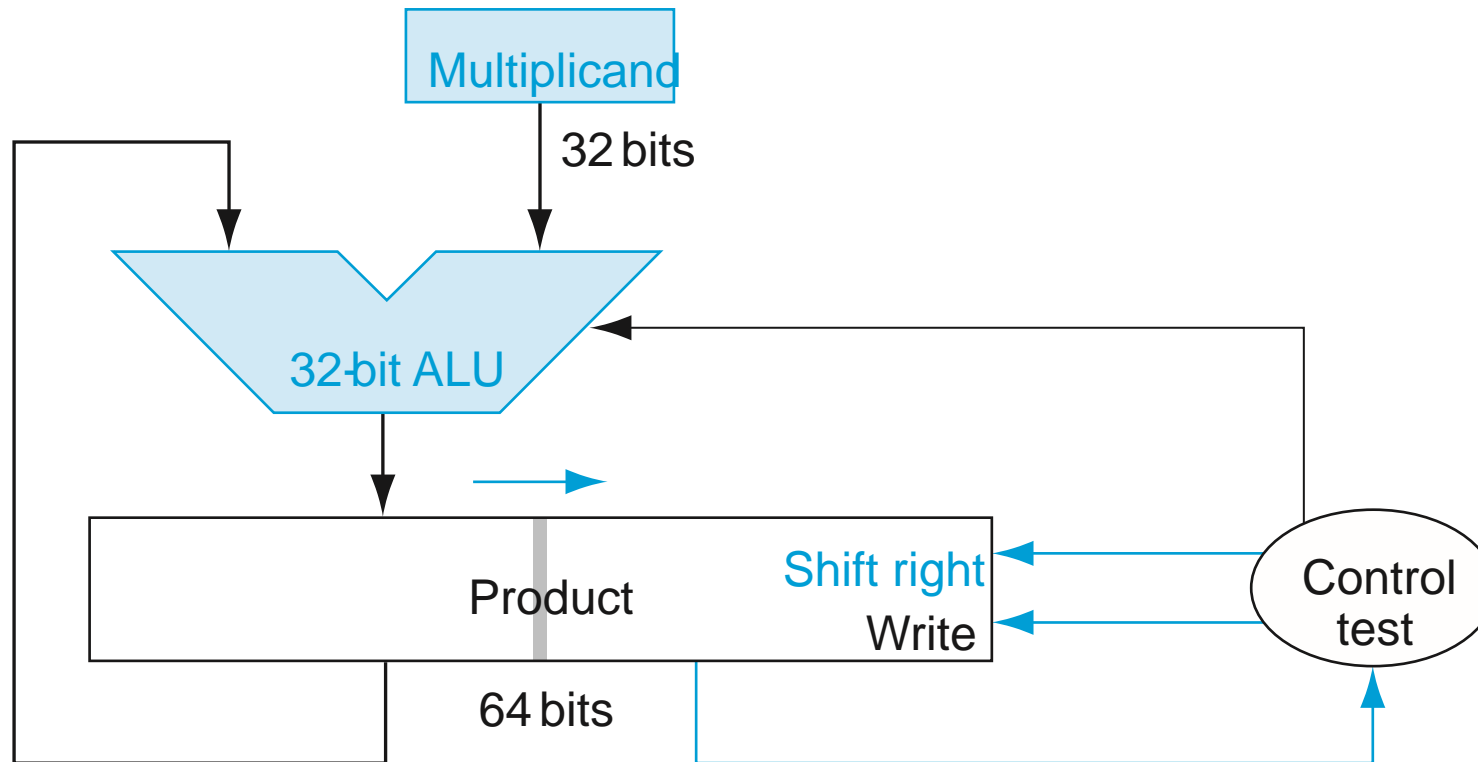 Multiplicand
32 bits
32-bit ALU
Shift right
Product
Write
Control
test
64 bits